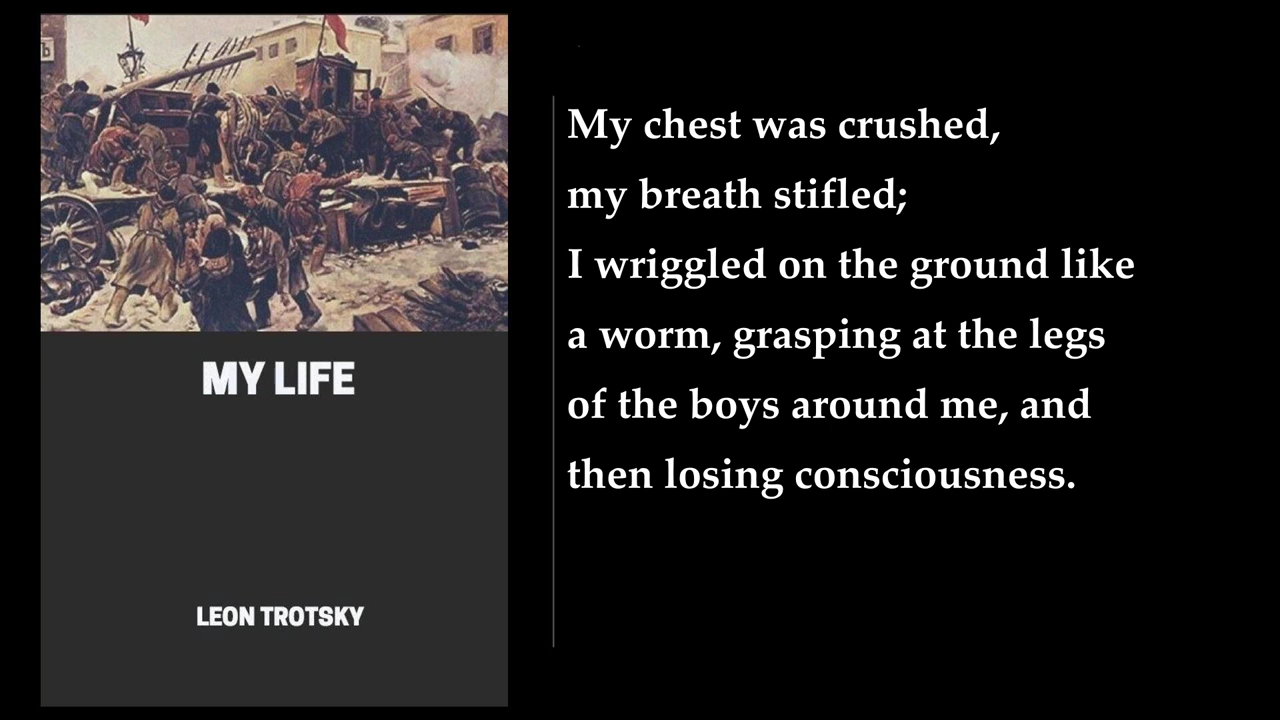 MY LIFE
LEON TROTSKY
My chest was crushed,
my breath stifled;
I wriggled on the ground like
a worm, grasping at the legs
of the boys around me, and
then losing consciousness.